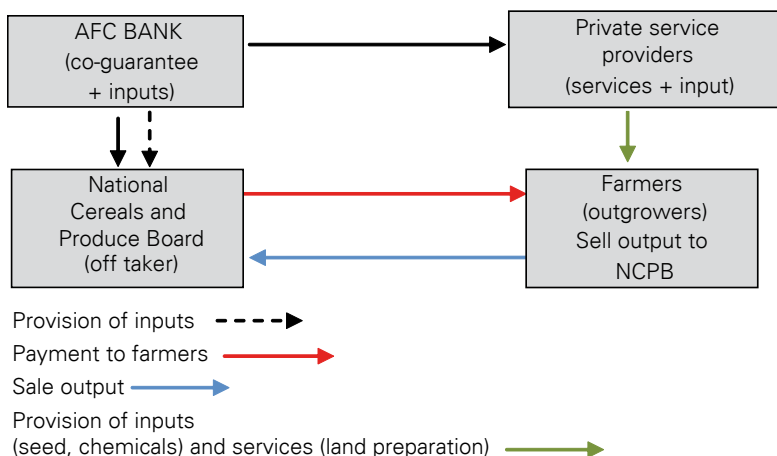 AFC BANK
(co-guarantee
+ inputs)
Private service
providers
(services + input)
National
Cereals and
Produce Board
(off taker)
Farmers
(outgrowers)
Sell output to
NCPB
Provision of inputs
Payment to farmers
Sale output
Provision of inputs
(seed, chemicals) and services (land preparation)